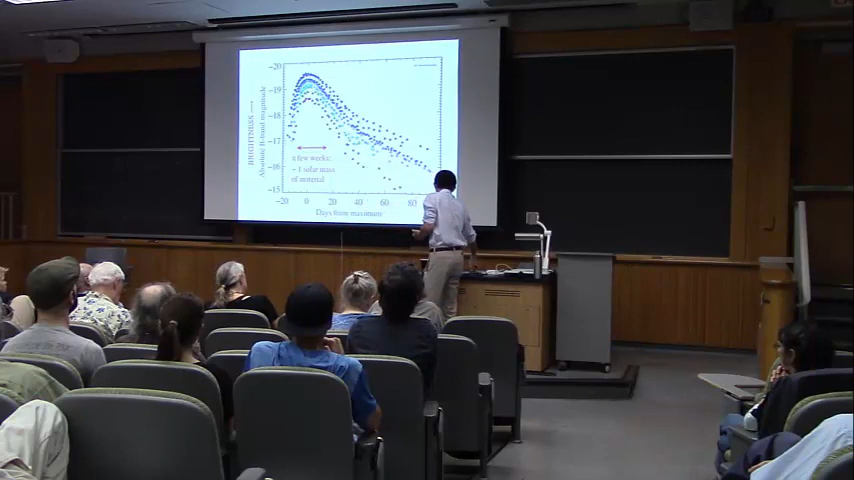 BRIGHTNESS
Absolute B-band magnitude
−20
−19
−18
−17
−16
−15
a few weeks:
~ 1 solar mass
of material
−20 0 20 40 60 80
Days from maximum